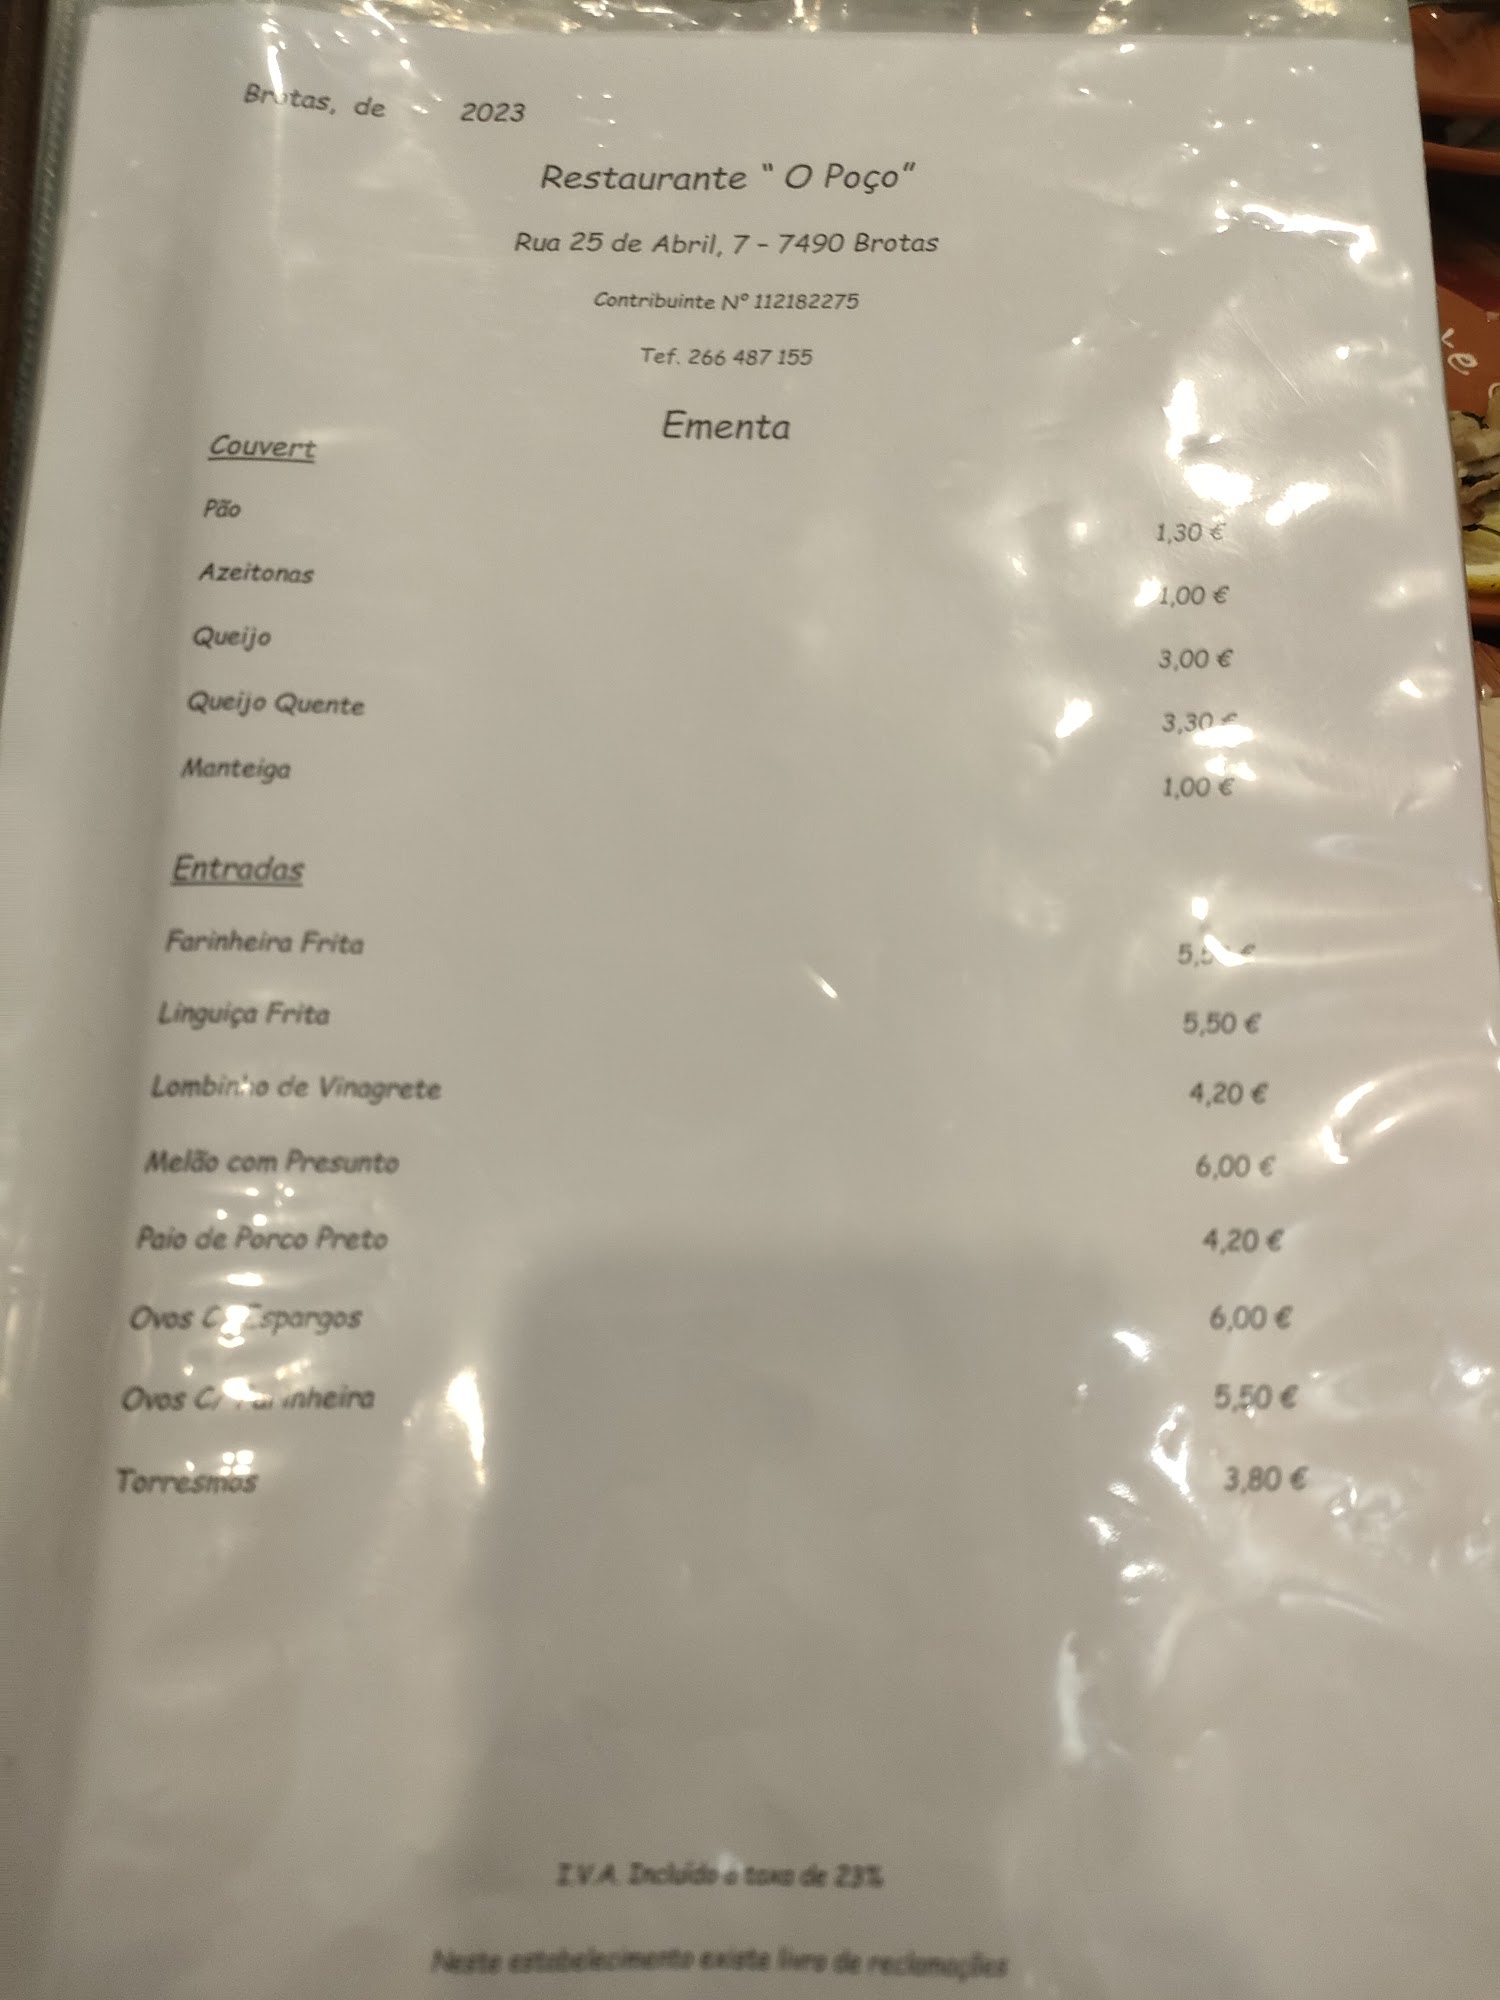 Brotas, de 2023
Restaurante “ O Poço”
Rua 25 de Abril, 7 - 7490 Brotas
Contribuinte Nº 112182275
Tef. 266 487 155
Ementa
Couvert
Pão 1,30 €
Azeitonas 1,00 €
Queijo 3,00 €
Queijo Quente 3,30 €
Manteiga 1,00 €
Entradas
Farinheira Frita
Linguiça Frita 5,50 €
Lombinho de Vinagrete 4,20 €
Melão com Presunto 6,00 €
Paio de Porco Preto 4,20 €
Ovos C/ Espargos 6,00 €
Ovos C/ Farinheira 5,50 €
Torresmos 3,80 €
I.V.A. Incluído a taxa de 23%
Neste estabelecimento existe livro de reclamações